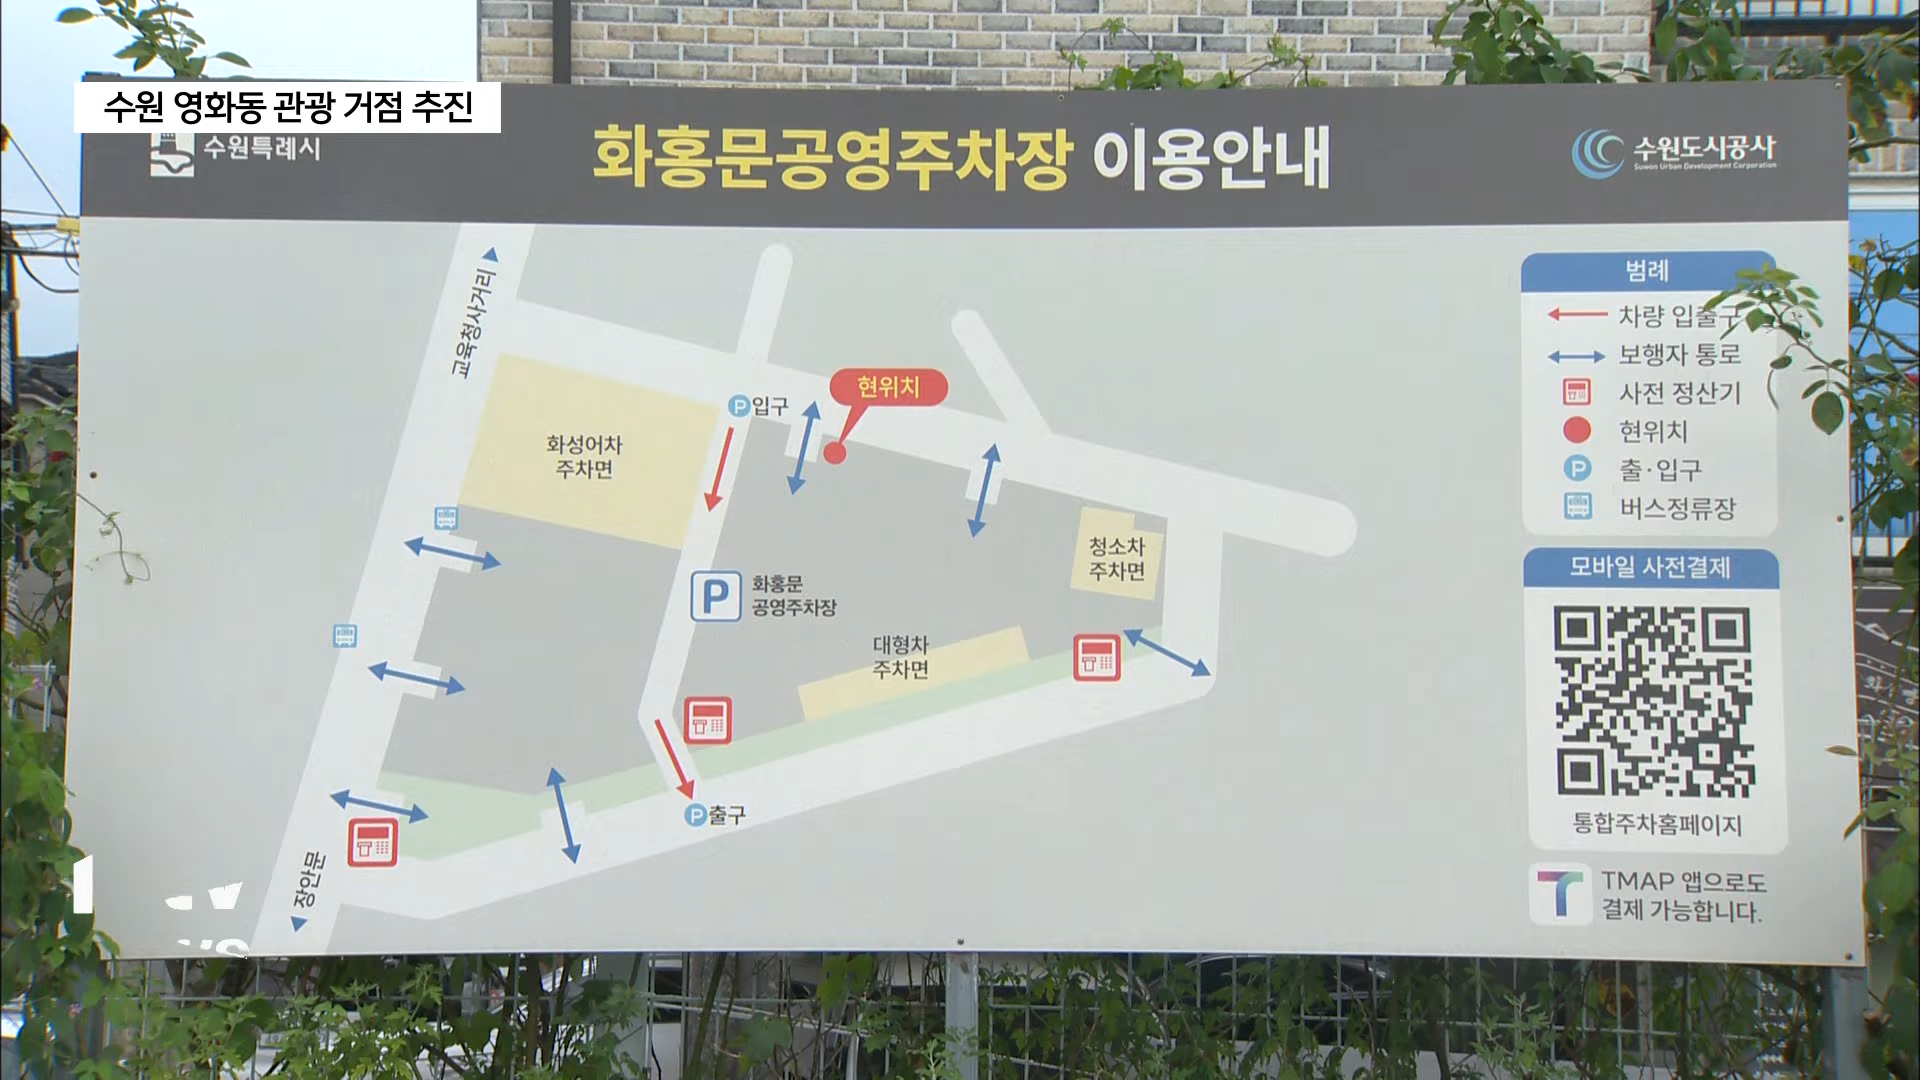 수원 영화동 관광 거점 추진
수원특례시
화홍문공영주차장 이용안내
수원도시공사
Suwon Urban Development Corporation
교육청사거리
현위치
P 입구
화성어차
주차면
청소차
주차면
P
화홍문
공영주차장
대형차
주차면
P 출구
장안문
범례
차량 입출구
보행자 통로
사전 정산기
현위치
P 출·입구
버스정류장
모바일 사전결제
통합주차홈페이지
TMAP 앱으로도
결제 가능합니다.